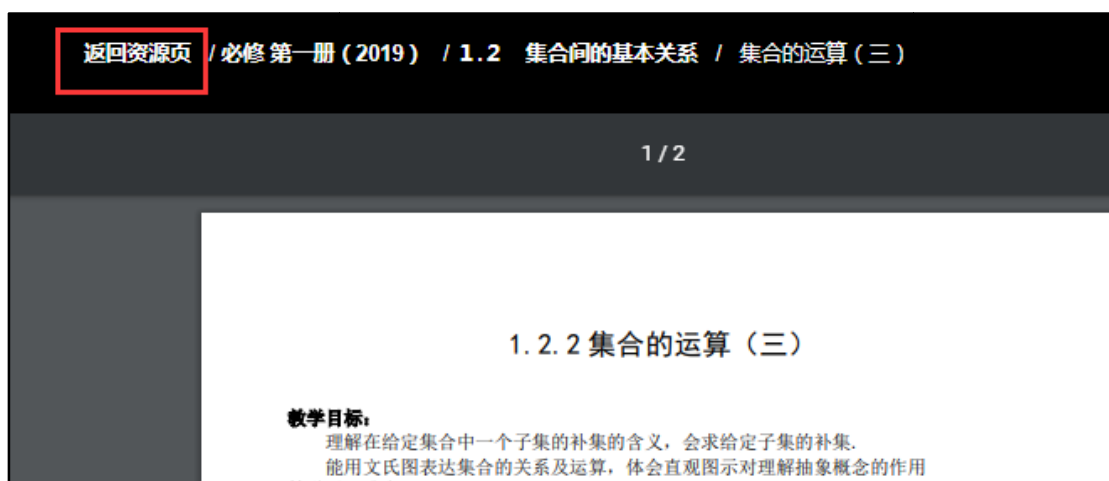 返回资源页 / 必修 第一册（2019） / 1.2 集合间的基本关系 / 集合的运算（三）
1 / 2
1.2.2集合的运算（三）
教学目标：
理解在给定集合中一个子集的补集的含义，会求给定子集的补集.
能用文氏图表达集合的关系及运算，体会直观图示对理解抽象概念的作用